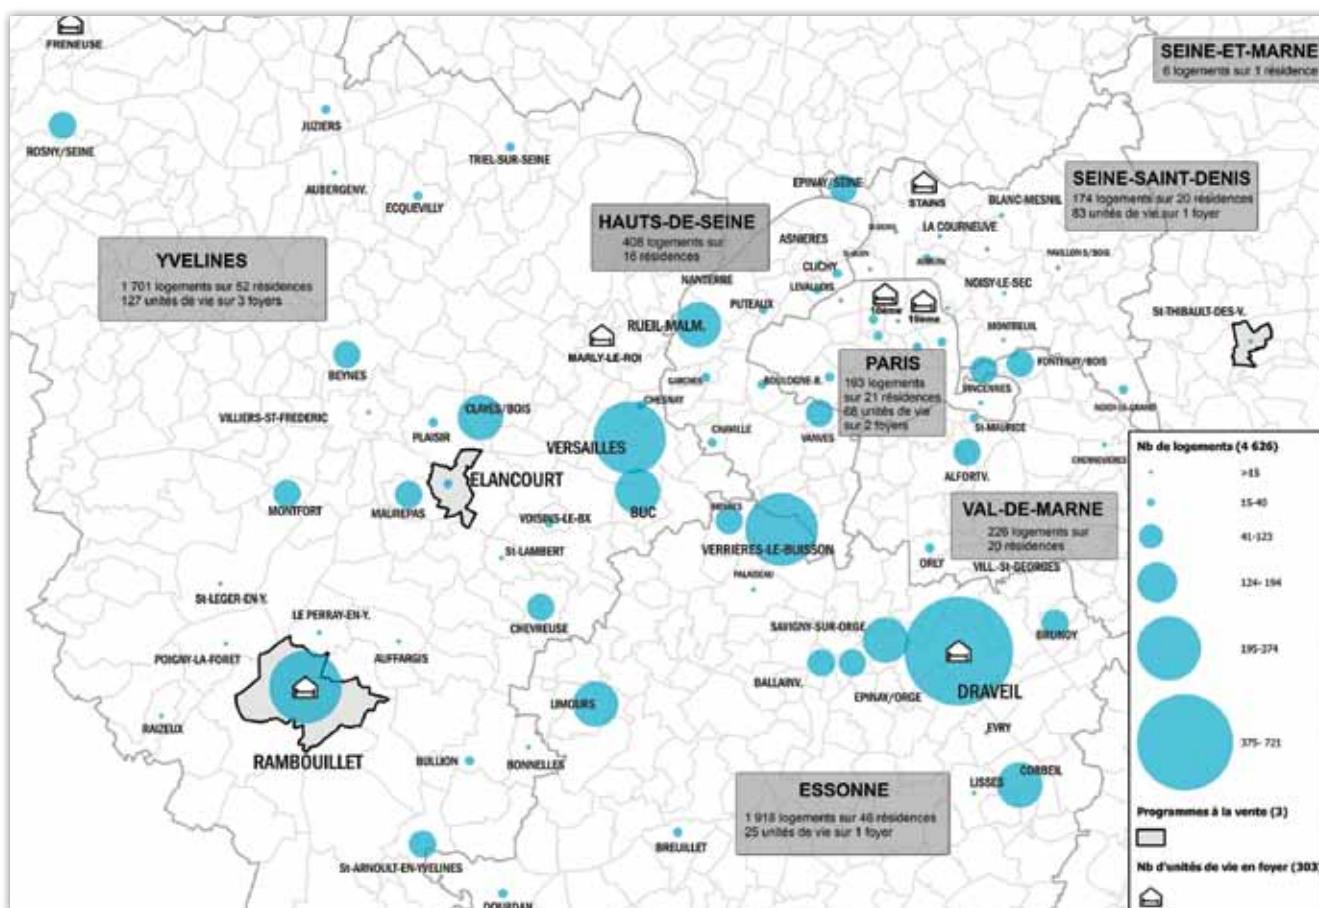 FRENEUSE
SEINE-ET-MARNE
6 logements sur 1 résidence
JUZIERS
ROSNY/SEINE
TRIEL-SUR-SEINE
AUBERGENV.
ECQUEVILLY
EPINAY/SEINE
STAINS
SEINE-SAINT-DENIS
174 logements sur 20 résidences
83 unités de vie sur 1 foyer
BLANC-MESNIL
HAUTS-DE-SEINE
408 logements sur
16 résidences
LA COURNEUVE
ASNIERES
YVELINES
1 701 logements sur 52 résidences
127 unités de vie sur 3 foyers
PAVILLON S/BOIS
CLICHY
NANTERRE
LEVALLOIS
NOISY-LE SEC
PUTEAUX
10ème
19ème
St-THIBAULT-DES-V.
RUEIL-MALM.
MONTREUIL
MARLY-LE-ROI
PARIS
193 logements
sur 21 résidences
68 unités de vie
sur 2 foyers
FONTENAY/BOIS
BEYNES
GARCHES
BOULOGNE-B.
VINCENNES
CHESNAY
NOISY-LE-GRAND
CLAYES/BOIS
VILLIERS-ST-FREDERIC
PLAISIR
VERSAILLES
CHAVILLE
VANVES
St-MAURICE
CHENNEVIERES
Nb de logements (4 626)
>15
ELANCOURT
ALFORTV.
15-40
MONTFORT
MAUREPAS
BUC
VOISINS-LE-BX
VAL-DE-MARNE
226 logements sur
20 résidences
41-123
VERRIÈRES-LE-BUISSON
St-LAMBERT
ORLY
VILL.-St-GEORGES
PALAISEAU
124- 194
St-LEGER-EN-Y.
LE PERRAY-EN-Y.
CHEVREUSE
SAVIGNY-SUR-ORGE
BRUNOY
195-374
POIGNY-LA-FORET
AUFFARGIS
BALLAINV.
EPINAY/ORGE
DRAVEIL
LIMOURS
RAIZEUX
EVRY
375- 721
RAMBOUILLET
BULLION
BONNELLES
CORBEIL
LISSES
ESSONNE
1 918 logements sur 46 résidences
25 unités de vie sur 1 foyer
Programmes à la vente (3)
BREUILLET
St-ARNOULT-EN-YVELINES
Nb d'unités de vie en foyer (303)
DOURDAN